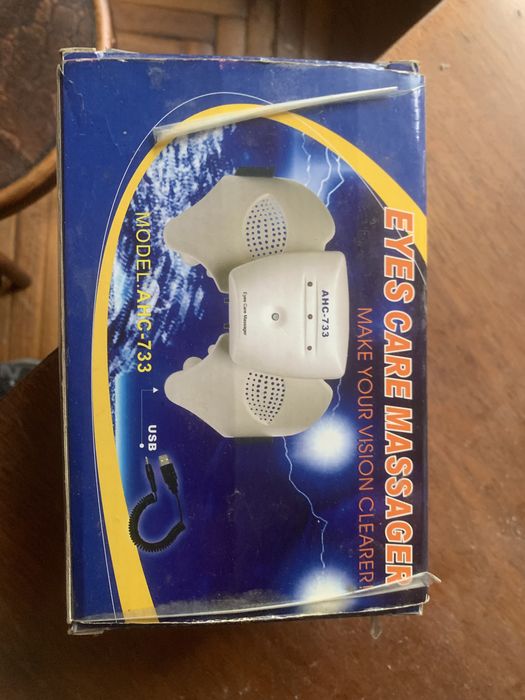 EYES CARE MASSAGER
MAKE YOUR VISION CLEARER
AHC-733
Eyes Care Massager
USB
MODEL.AHC-733